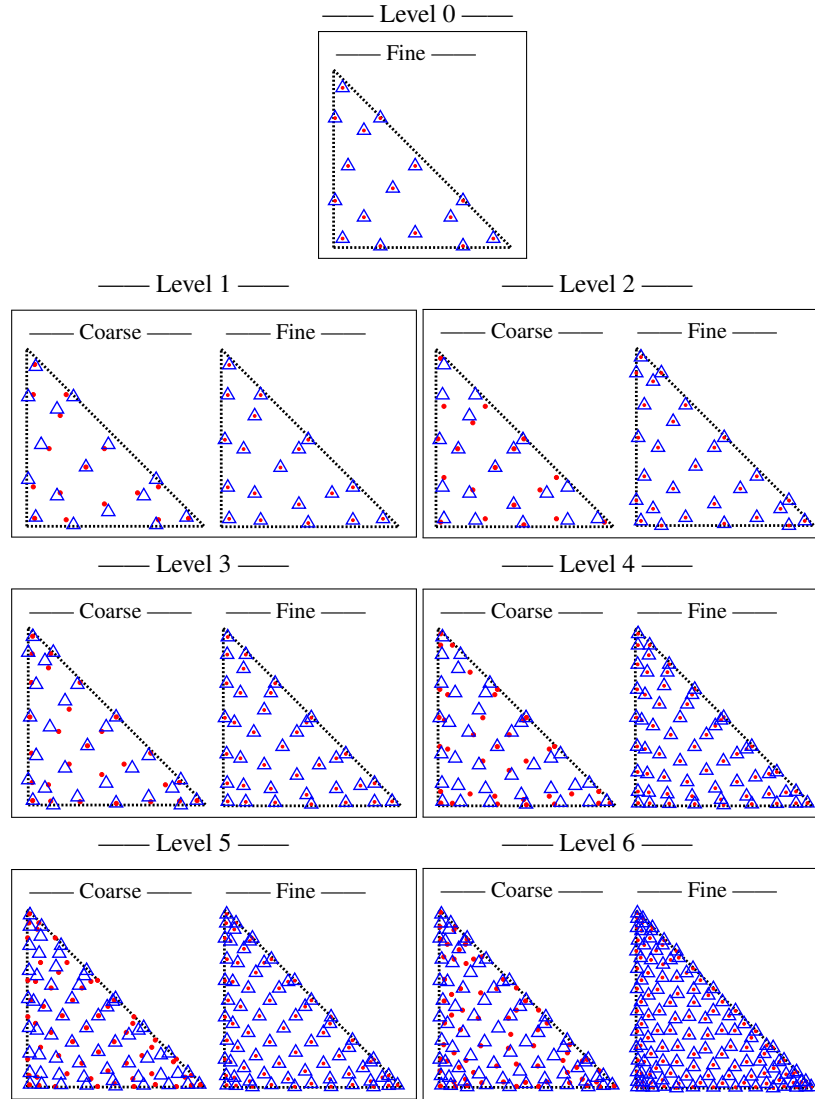 —— Level 0 ——
—— Fine ——
—— Level 1 ——
—— Level 2 ——
—— Coarse ——
—— Fine ——
—— Coarse ——
—— Fine ——
—— Level 3 ——
—— Level 4 ——
—— Coarse ——
—— Fine ——
—— Coarse ——
—— Fine ——
—— Level 5 ——
—— Level 6 ——
—— Coarse ——
—— Fine ——
—— Coarse ——
—— Fine ——